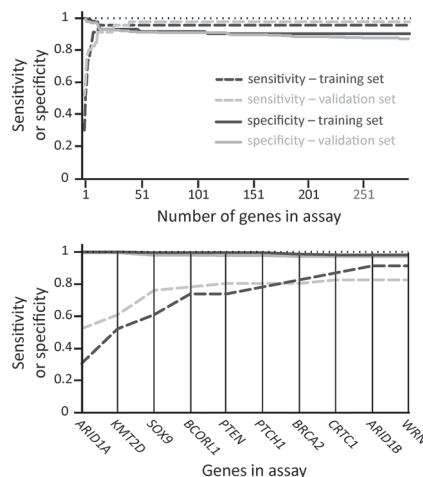 1
0.8
0.6
0.4
0.2
0
Sensitivity
or specificity
sensitivity – training set
sensitivity – validation set
specificity – training set
specificity – validation set
1 51 101 151 201 251
Number of genes in assay
1
0.8
0.6
0.4
0.2
0
Sensitivity
or specificity
ARID1A KMT2D SOX9 BCORL1 PTEN PTCH1 BRCA2 CRTC1 ARID1B WRN
Genes in assay